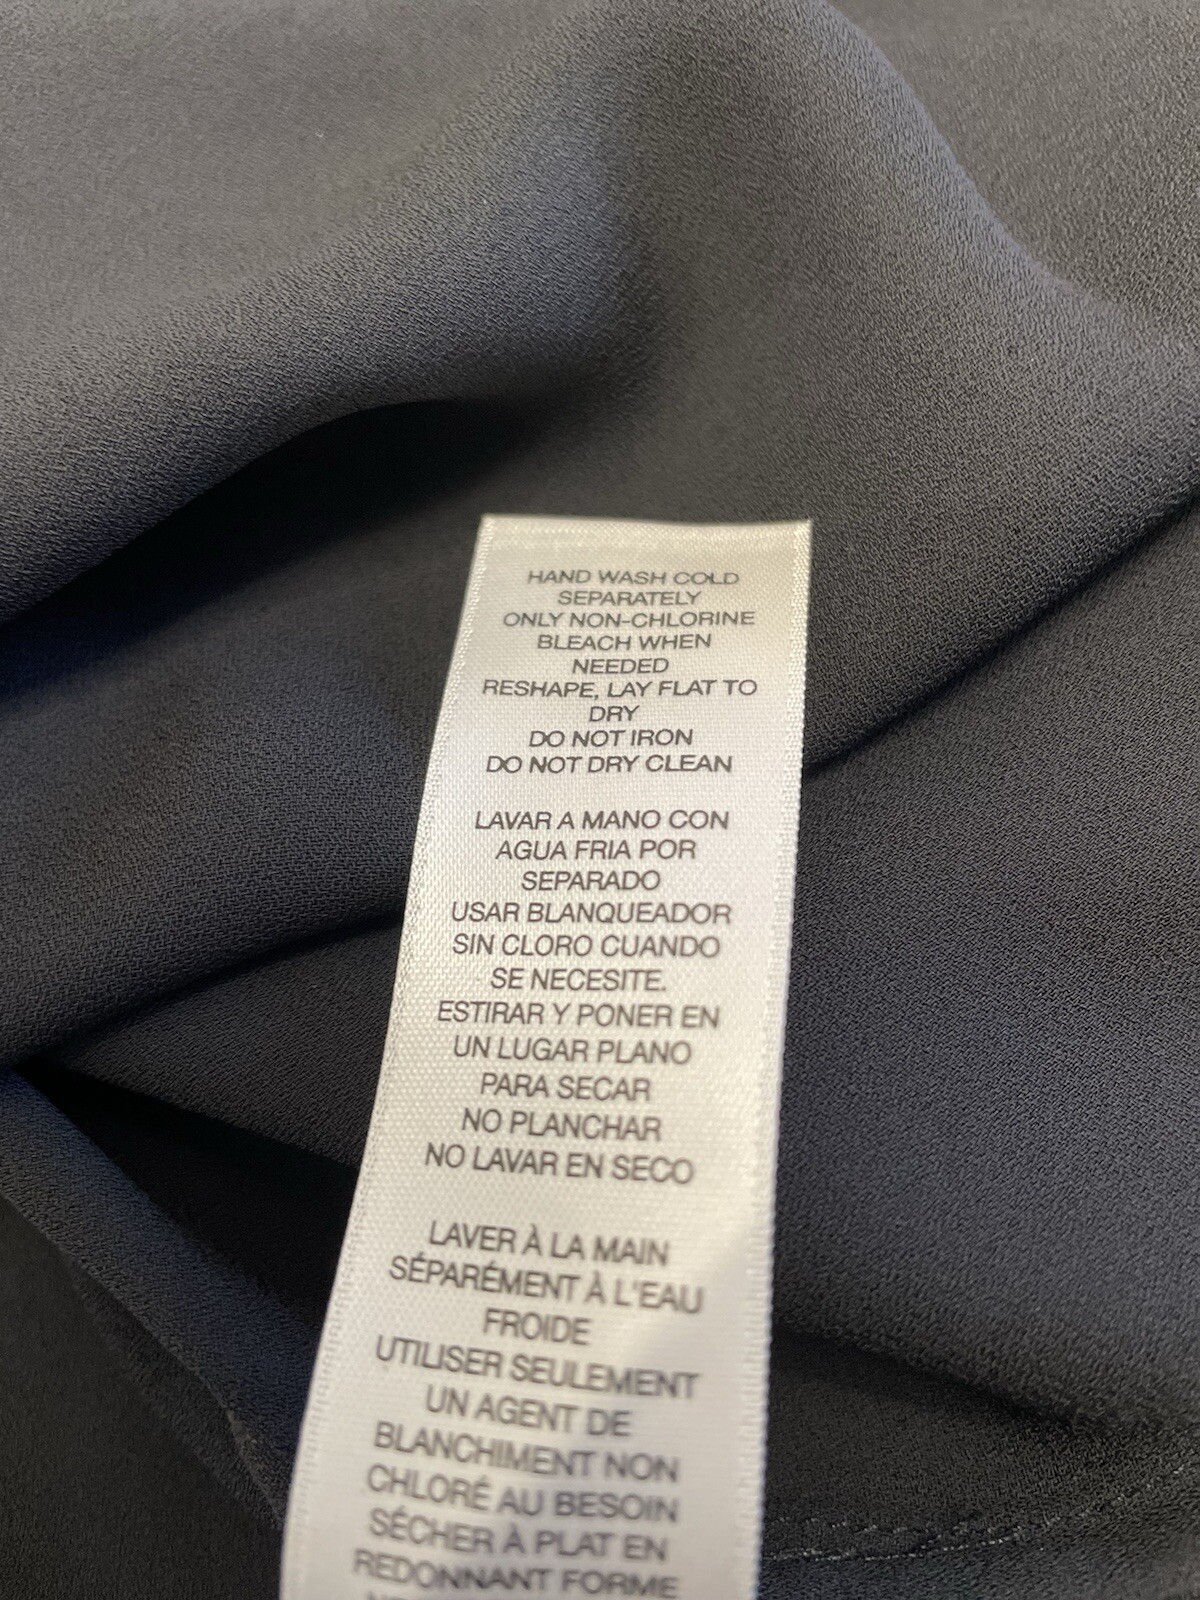 HAND WASH COLD
SEPARATELY
ONLY NON-CHLORINE
BLEACH WHEN
NEEDED
RESHAPE, LAY FLAT TO
DRY
DO NOT IRON
DO NOT DRY CLEAN
LAVAR A MANO CON
AGUA FRIA POR
SEPARADO
USAR BLANQUEADOR
SIN CLORO CUANDO
SE NECESITE.
ESTIRAR Y PONER EN
UN LUGAR PLANO
PARA SECAR
NO PLANCHAR
NO LAVAR EN SECO
LAVER À LA MAIN
SÉPARÉMENT À L'EAU
FROIDE
UTILISER SEULEMENT
UN AGENT DE
BLANCHIMENT NON
CHLORÉ AU BESOIN
SÉCHER À PLAT EN
REDONNANT FORME